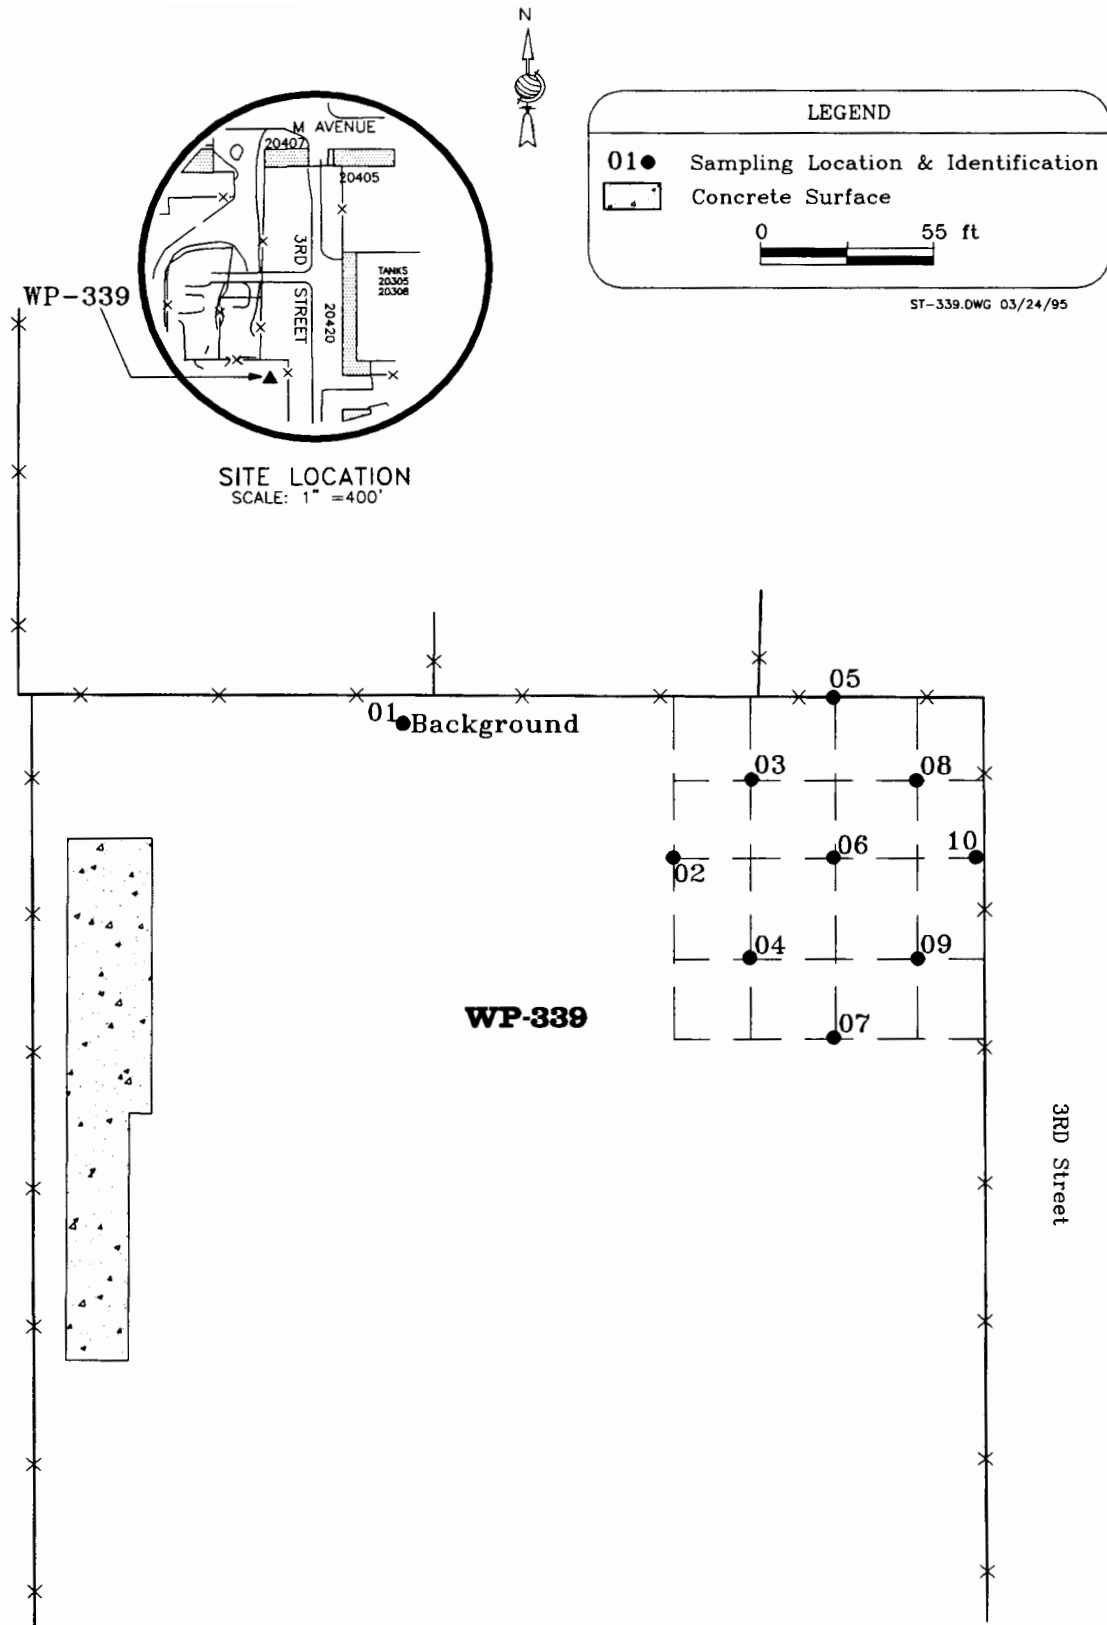 N
LEGEND
01 Sampling Location & Identification
Concrete Surface
0 55 ft
ST-339.DWG 03/24/95
M AVENUE
20407
20405
3RD STREET
TANKS
20305
20308
20420
WP-339
SITE LOCATION
SCALE: 1" =400'
05
01 Background
03
08
06
10
02
04
09
WP-339
07
3RD Street